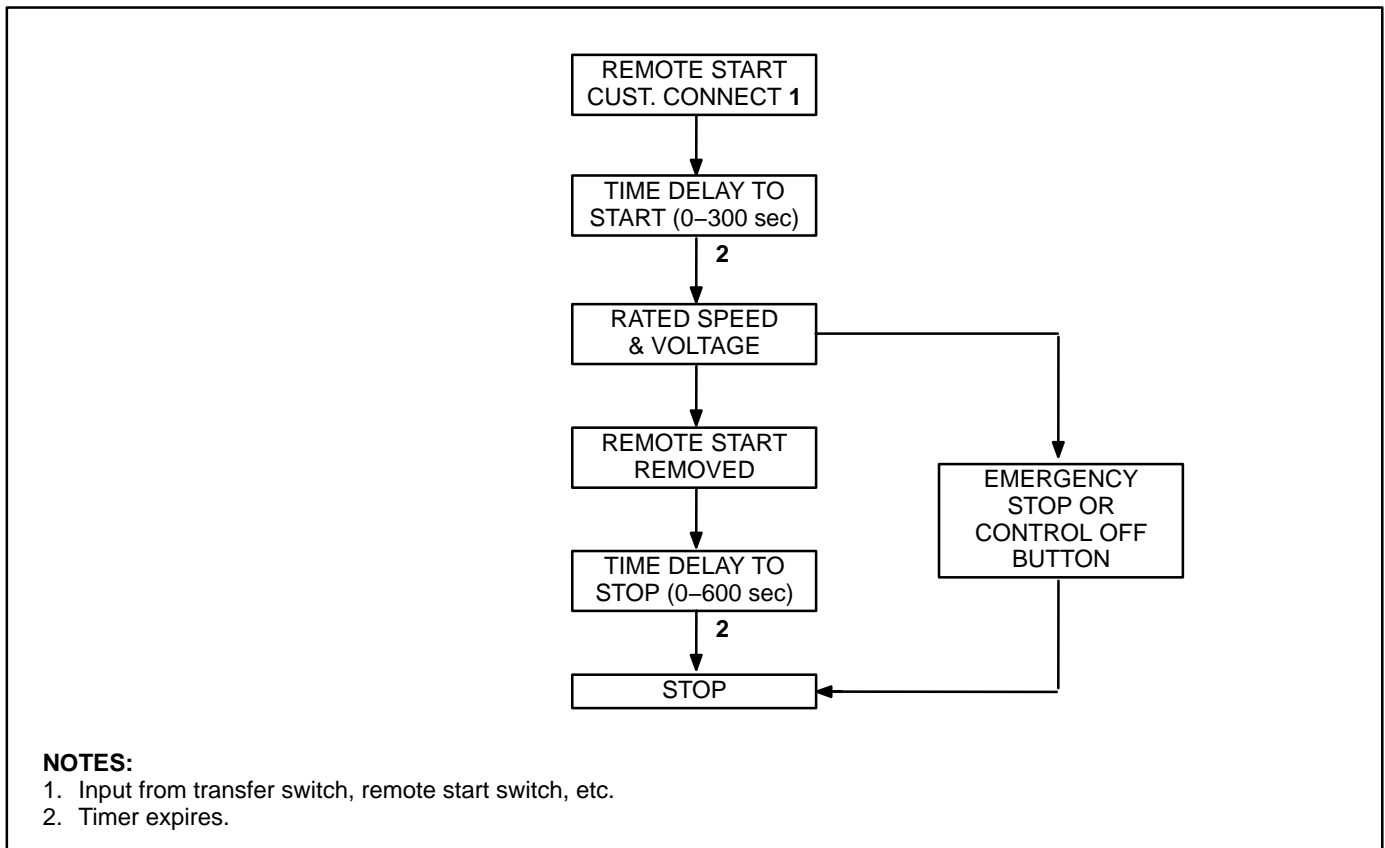 REMOTE START
CUST. CONNECT 1
TIME DELAY TO
START (0–300 sec)
2
RATED SPEED
& VOLTAGE
REMOTE START
REMOVED
EMERGENCY
STOP OR
CONTROL OFF
BUTTON
TIME DELAY TO
STOP (0–600 sec)
2
STOP
NOTES:
1. Input from transfer switch, remote start switch, etc.
2. Timer expires.